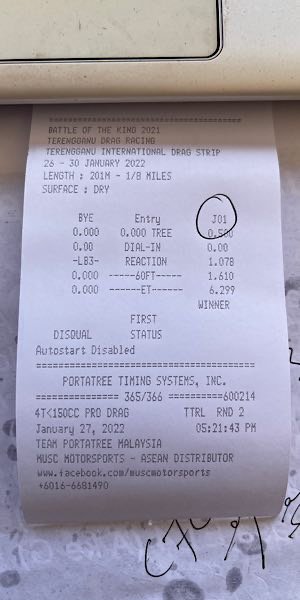 =====================================
BATTLE OF THE KING 2021
TERENGGANU DRAG RACING
TERENGGANU INTERNATIONAL DRAG STRIP
26 - 30 JANUARY 2022
LENGTH : 201M - 1/8 MILES
SURFACE : DRY
BYE Entry J01
0.000 0.000 TREE 0.500
0.00 DIAL-IN 0.00
-LB3- REACTION 1.078
0.000 -----60FT----- 1.610
0.000 ------ET------ 6.299
WINNER
FIRST
DISQUAL STATUS
Autostart Disabled
=====================================
PORTATREE TIMING SYSTEMS, INC.
============== 365/366 ==========600214
4T<150CC PRO DRAG TTRL RND 2
January 27, 2022 05:21:43 PM
TEAM PORTATREE MALAYSIA
MUSC MOTORSPORTS - ASEAN DISTRIBUTOR
www.facebook.com/muscmotorsports
+6016-6681490